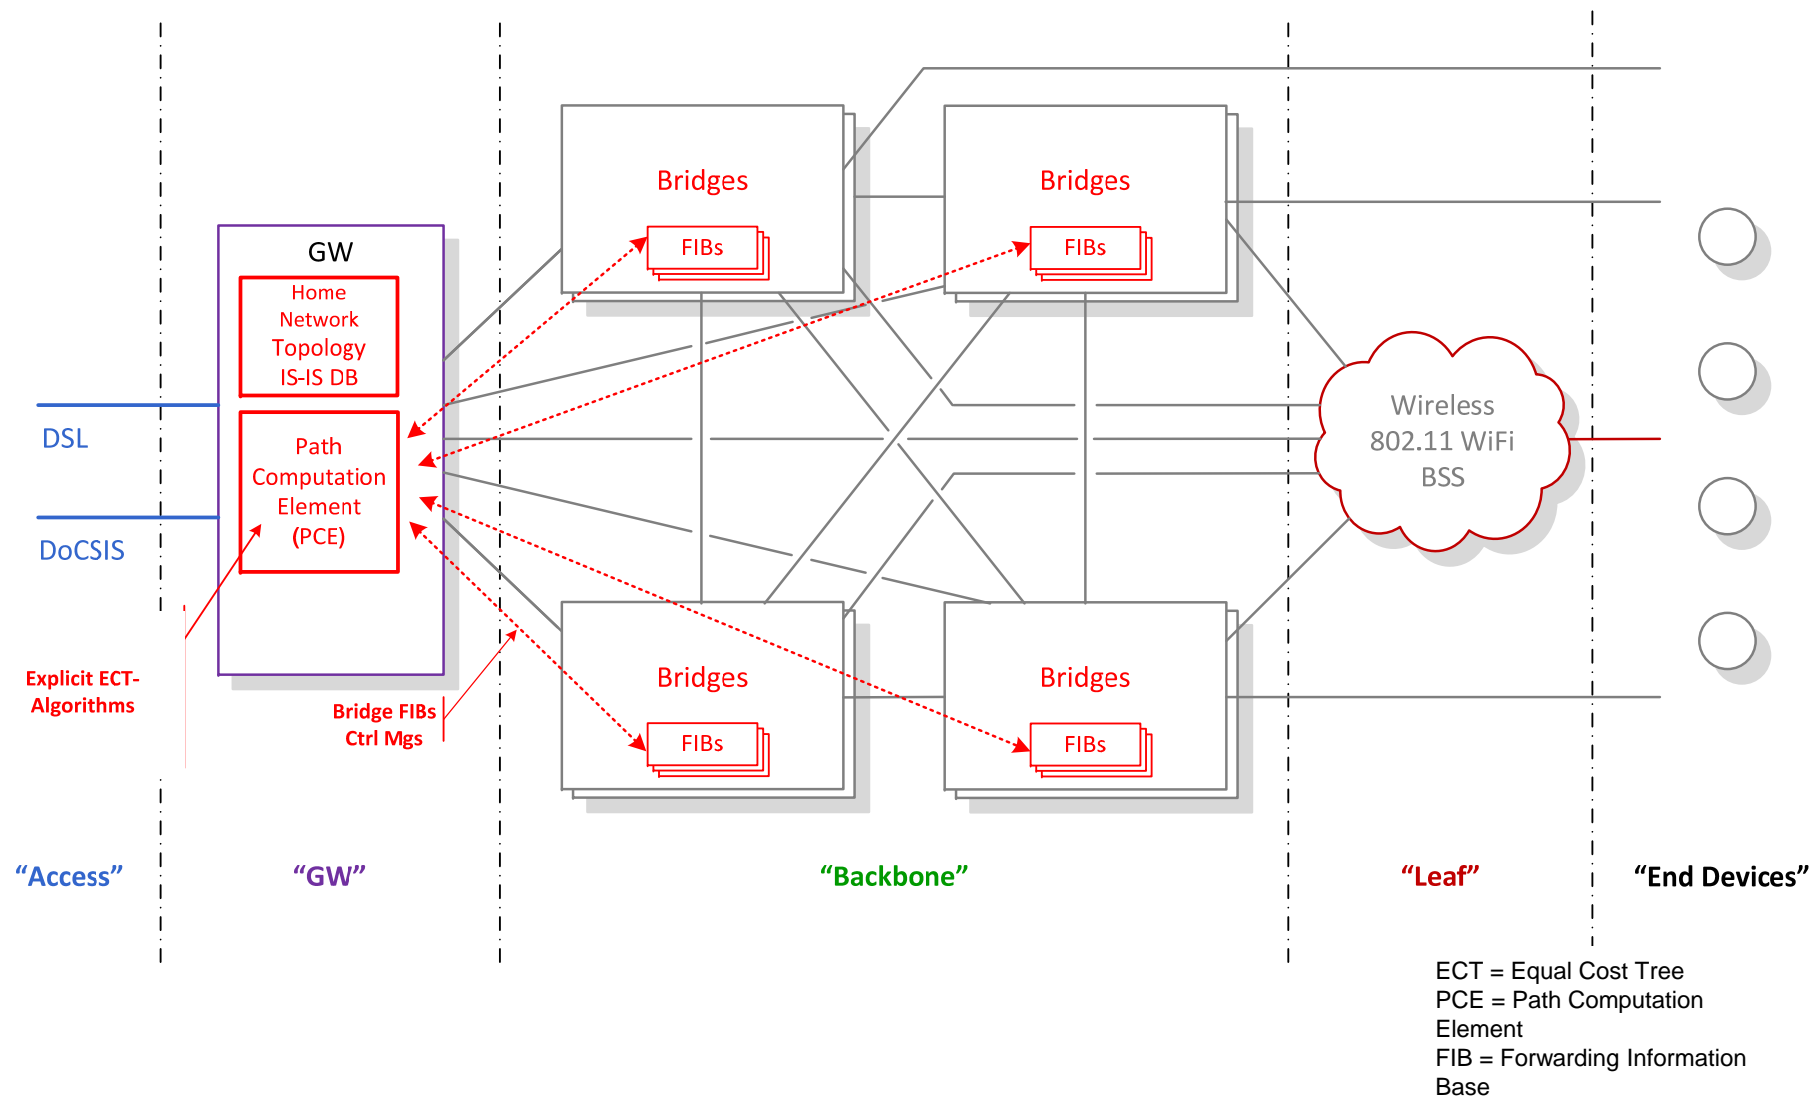 Bridges
FIBs
Bridges
FIBs
GW
Home
Network
Topology
IS-IS DB
Path
Computation
Element
(PCE)
DSL
DoCSIS
Wireless
802.11 WiFi
BSS
Explicit ECT-
Algorithms
Bridge FIBs
Ctrl Mgs
Bridges
FIBs
Bridges
FIBs
“Access”
“GW”
“Backbone”
“Leaf”
“End Devices”
ECT = Equal Cost Tree
PCE = Path Computation
Element
FIB = Forwarding Information
Base